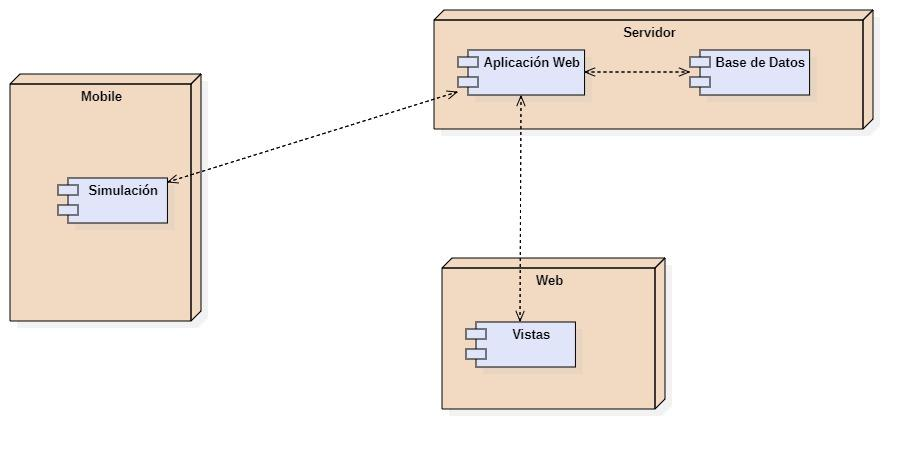 Servidor
Aplicación Web
Base de Datos
Mobile
Simulación
Web
Vistas